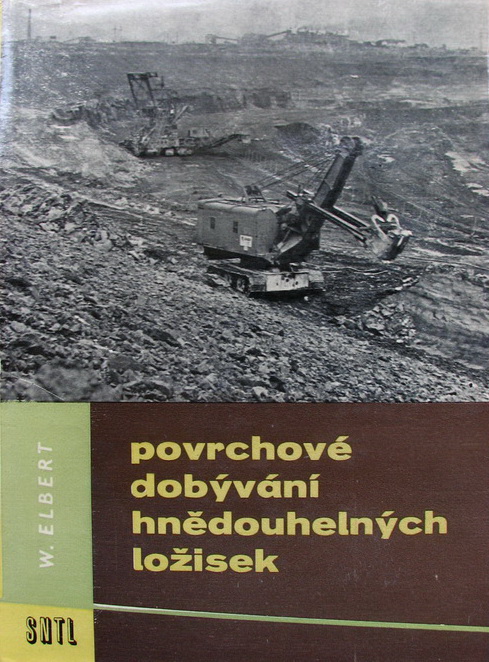 povrchové
dobývání
hnědouhelných
ložisek
W. ELBERT
SNTL